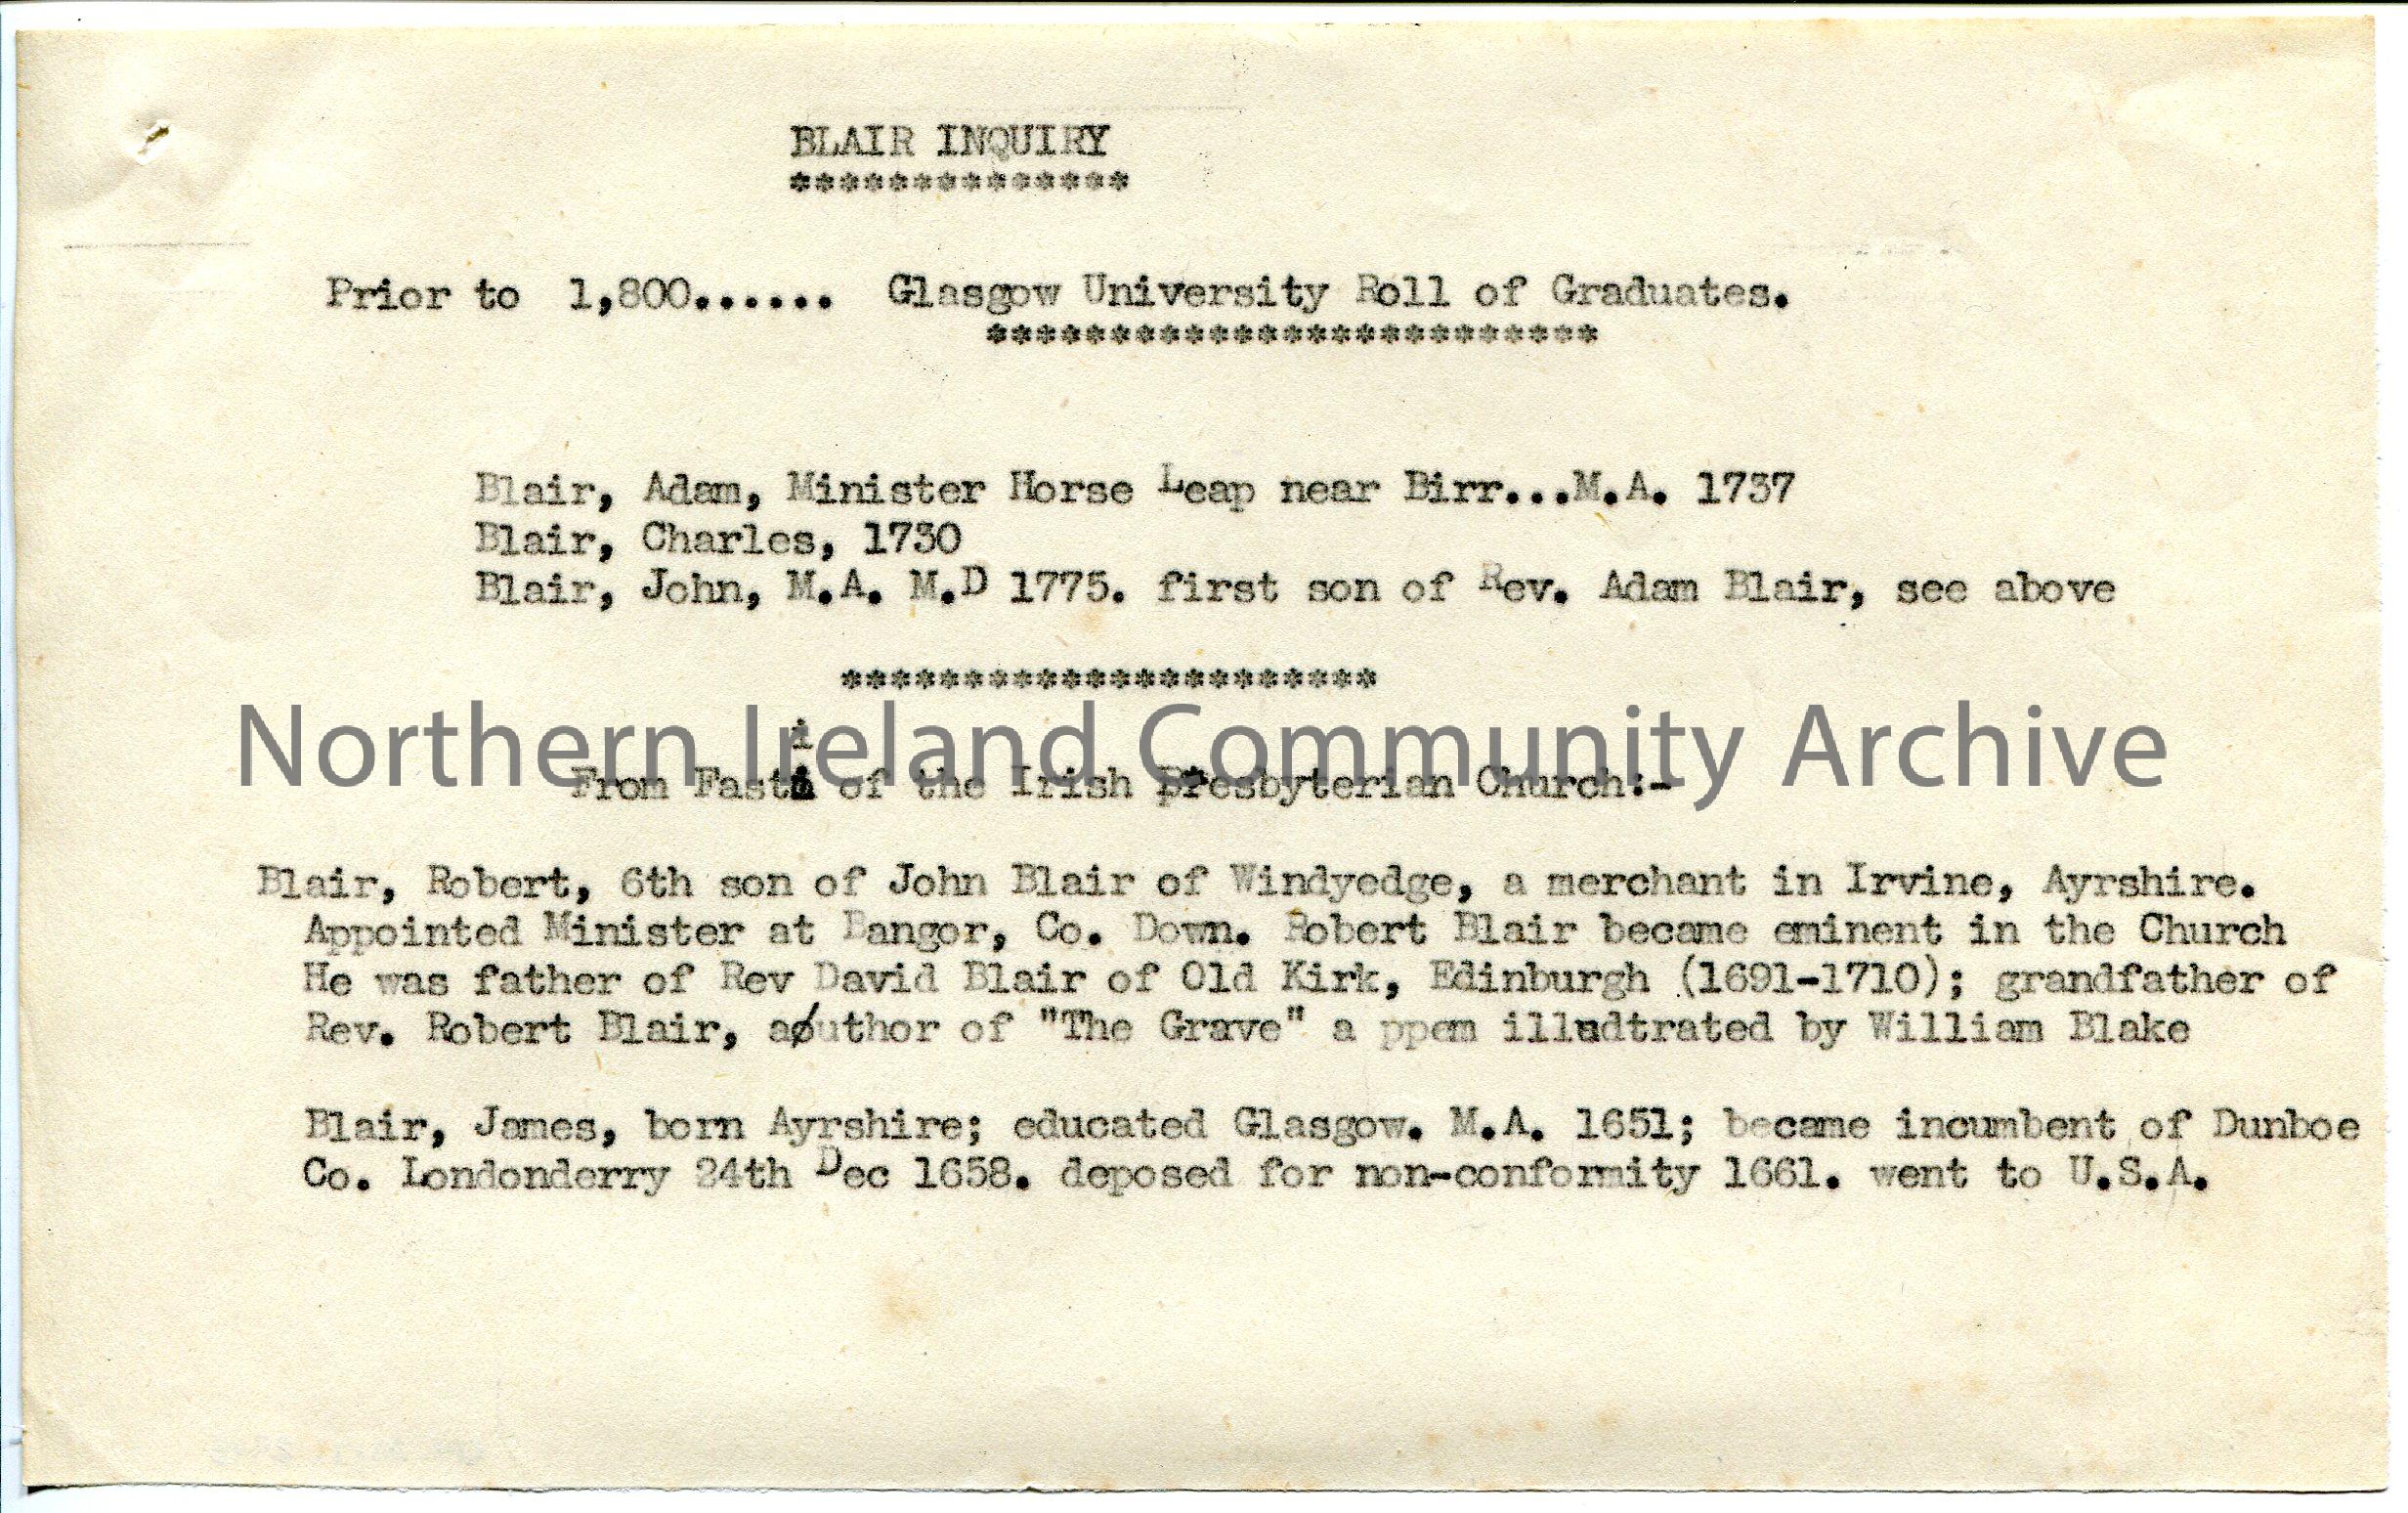 BLAIR INQUIRY
**************
Prior to 1,800...... Glasgow University Roll of Graduates.
*************************
Blair, Adam, Minister Horse Leap near Birr...M.A. 1737
Blair, Charles, 1730
Blair, John, M.A. M.D 1775. first son of Rev. Adam Blair, see above
**********************
Northern Ireland Community Archive
From Fasti of the Irish Presbyterian Church:-
Blair, Robert, 6th son of John Blair of Windyedge, a merchant in Irvine, Ayrshire.
Appointed Minister at Bangor, Co. Down. Robert Blair became eminent in the Church
He was father of Rev David Blair of Old Kirk, Edinburgh (1691-1710); grandfather of
Rev. Robert Blair, aouthor of "The Grave" a ppem illudtrated by William Blake
Blair, James, born Ayrshire; educated Glasgow. M.A. 1651; became incumbent of Dunboe
Co. Londonderry 24th Dec 1658. deposed for non-conformity 1661. went to U.S.A.